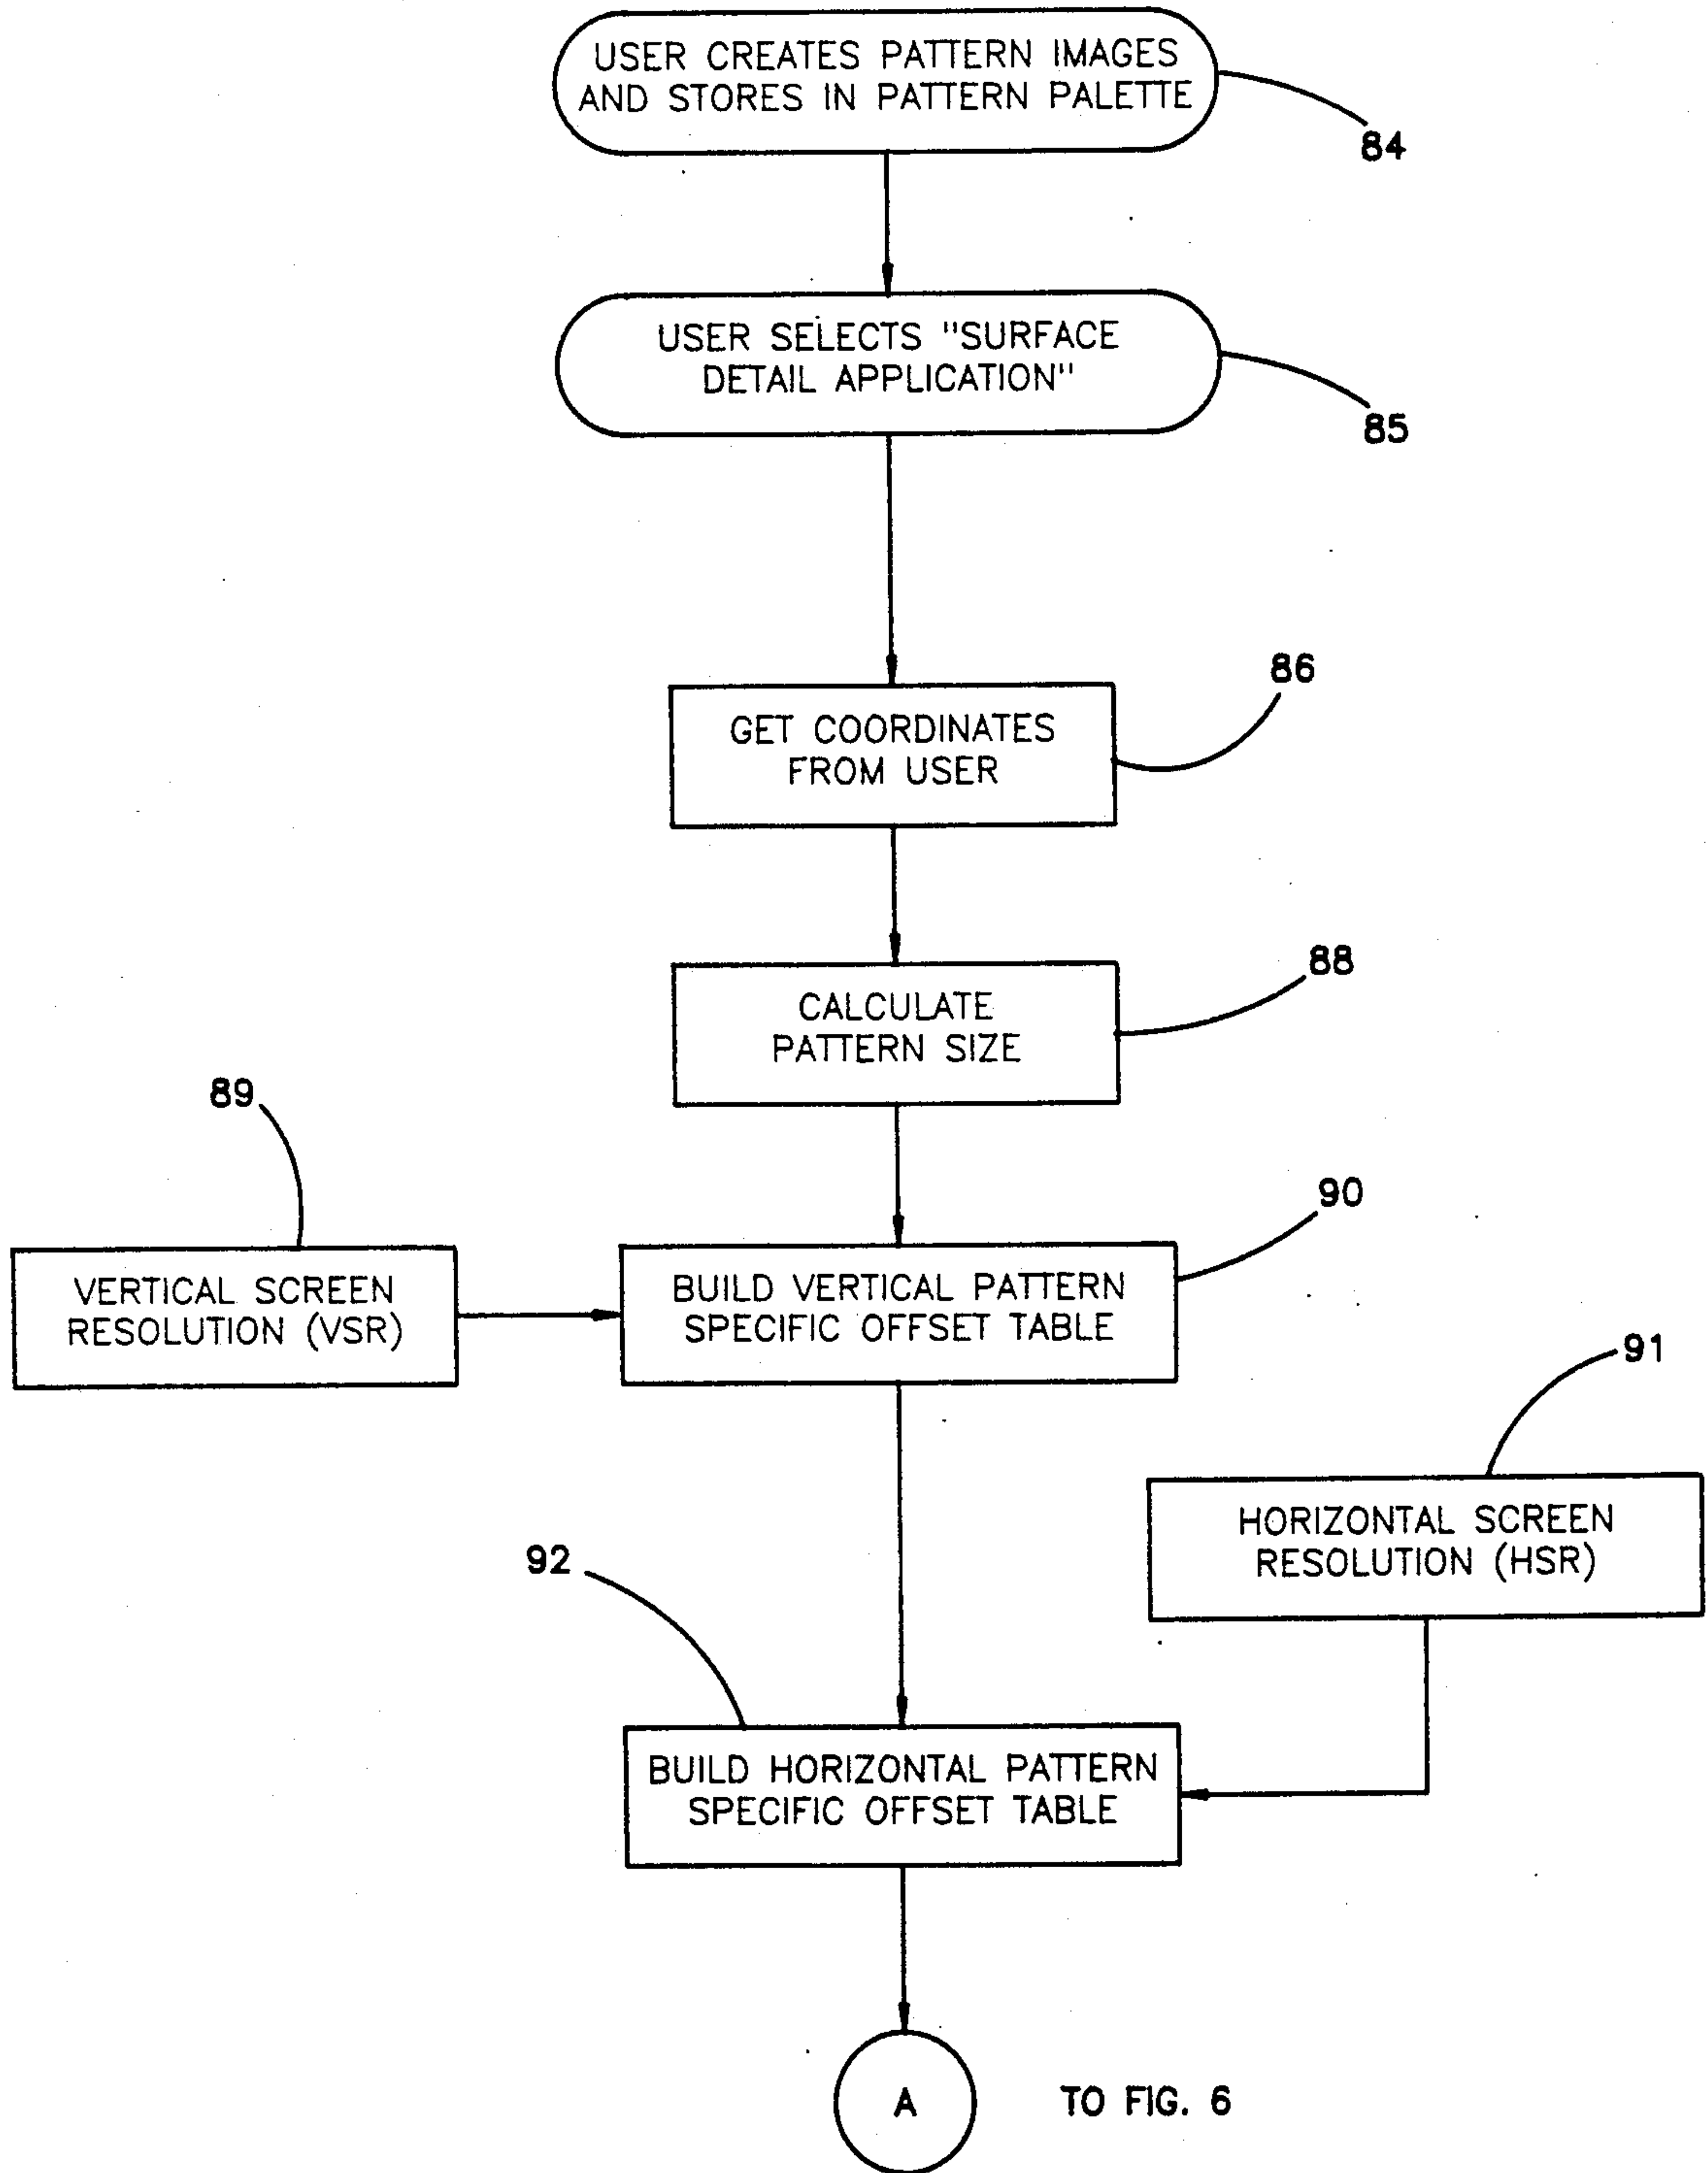 USER CREATES PATTERN IMAGES
AND STORES IN PATTERN PALETTE
84
USER SELECTS "SURFACE
DETAIL APPLICATION"
85
86
GET COORDINATES
FROM USER
88
CALCULATE
PATTERN SIZE
89
90
VERTICAL SCREEN
RESOLUTION (VSR)
BUILD VERTICAL PATTERN
SPECIFIC OFFSET TABLE
91
HORIZONTAL SCREEN
RESOLUTION (HSR)
92
BUILD HORIZONTAL PATTERN
SPECIFIC OFFSET TABLE
A
TO FIG. 6